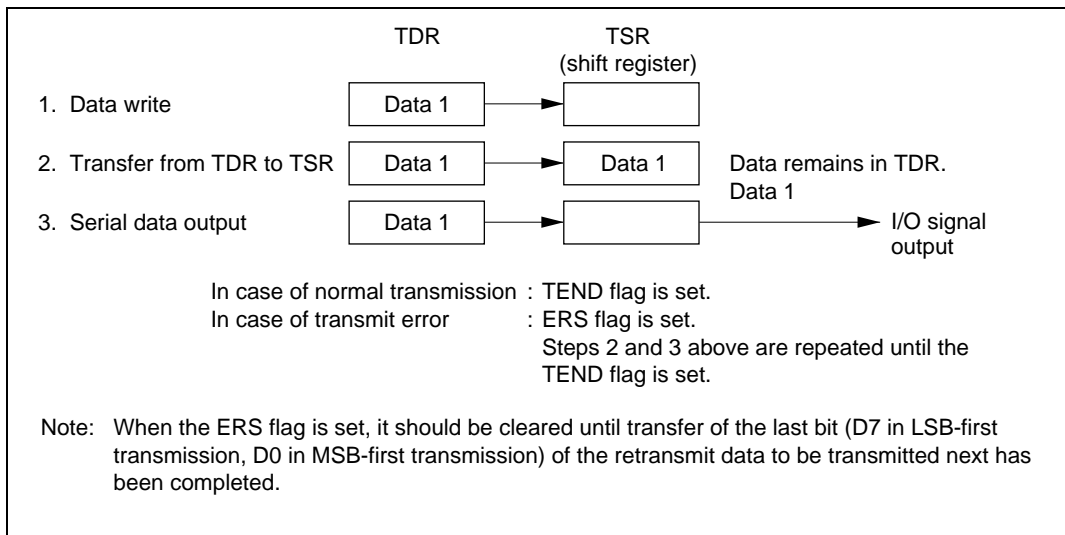 TDR TSR
(shift register)
1. Data write Data 1
2. Transfer from TDR to TSR Data 1 Data 1 Data remains in TDR.
Data 1
3. Serial data output Data 1 I/O signal
output
In case of normal transmission : TEND flag is set.
In case of transmit error : ERS flag is set.
Steps 2 and 3 above are repeated until the
TEND flag is set.
Note: When the ERS flag is set, it should be cleared until transfer of the last bit (D7 in LSB-first
transmission, D0 in MSB-first transmission) of the retransmit data to be transmitted next has
been completed.